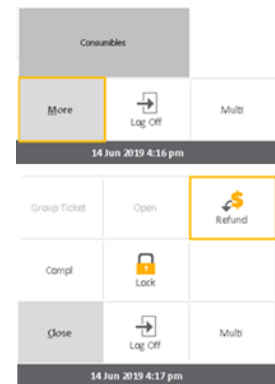 Consumibles
More
Log Off
Multi
14 Jun 2019 4:16 pm
Group Ticket
Open
Refund
Compl
Lock
Close
Log Off
Multi
14 Jun 2019 4:17 pm